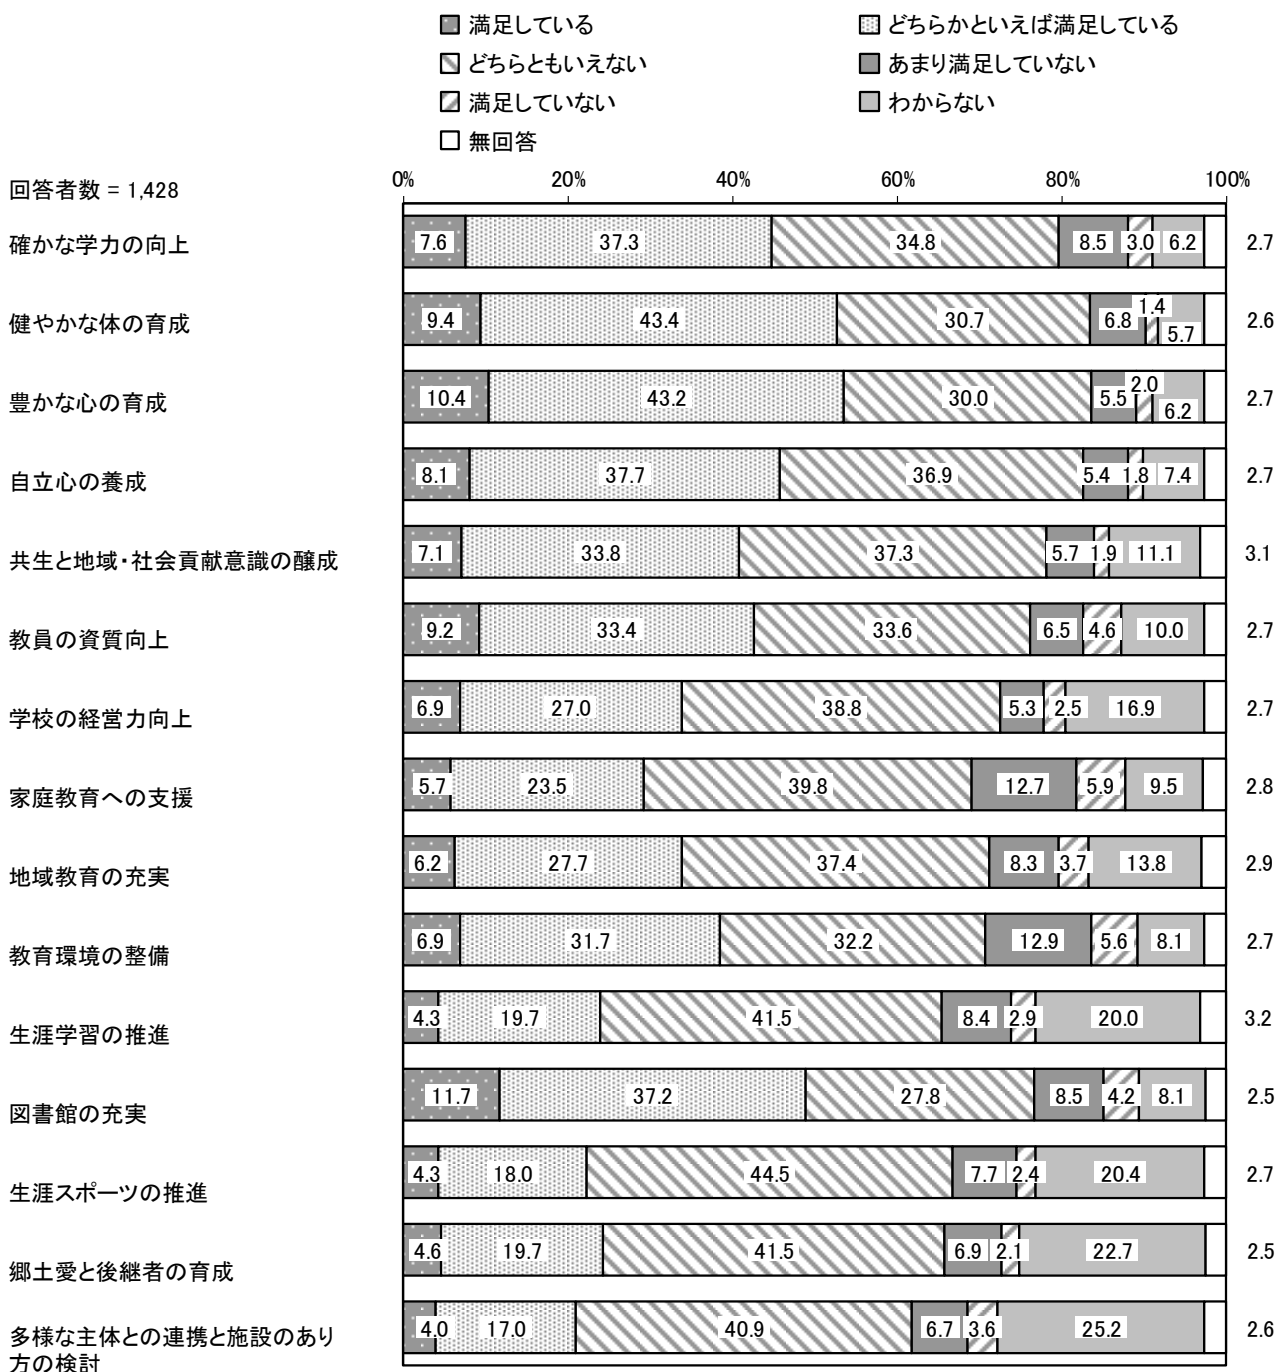 満足している どちらかといえば満足している
どちらともいえない あまり満足していない
満足していない わからない
無回答
回答者数 = 1,428 0% 20% 40% 60% 80% 100%
確かな学力の向上 7.6 37.3 34.8 8.5 3.0 6.2 2.7
健やかな体の育成 9.4 43.4 30.7 6.8 1.4 5.7 2.6
豊かな心の育成 10.4 43.2 30.0 5.5 2.0 6.2 2.7
自立心の養成 8.1 37.7 36.9 5.4 1.8 7.4 2.7
共生と地域・社会貢献意識の醸成 7.1 33.8 37.3 5.7 1.9 11.1 3.1
教員の資質向上 9.2 33.4 33.6 6.5 4.6 10.0 2.7
学校の経営力向上 6.9 27.0 38.8 5.3 2.5 16.9 2.7
家庭教育への支援 5.7 23.5 39.8 12.7 5.9 9.5 2.8
地域教育の充実 6.2 27.7 37.4 8.3 3.7 13.8 2.9
教育環境の整備 6.9 31.7 32.2 12.9 5.6 8.1 2.7
生涯学習の推進 4.3 19.7 41.5 8.4 2.9 20.0 3.2
図書館の充実 11.7 37.2 27.8 8.5 4.2 8.1 2.5
生涯スポーツの推進 4.3 18.0 44.5 7.7 2.4 20.4 2.7
郷土愛と後継者の育成 4.6 19.7 41.5 6.9 2.1 22.7 2.5
多様な主体との連携と施設のあり 4.0 17.0 40.9 6.7 3.6 25.2 2.6
方の検討